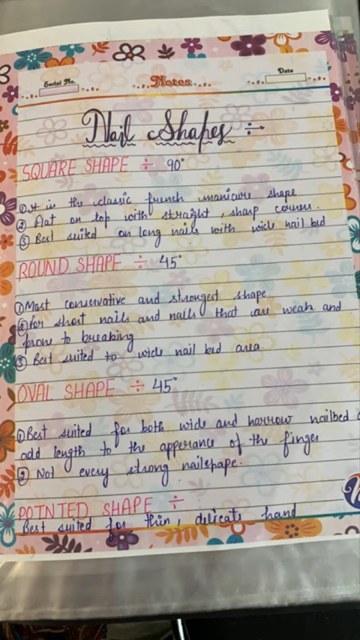 Serial No.
Notes
Date
Nail Shapes :→
SQUARE SHAPE ÷ 90°
① It is the classic french manicure shape
② Flat on top with straight, sharp corners.
③ Best suited on long nails with wide nail bed
ROUND SHAPE ÷ 45°
① Most conservative and strongest shape
② for short nails and nails that are weak and
prone to breaking
③ Best suited to wide nail bed area
OVAL SHAPE ÷ 45°
① Best suited for both wide and narrow nailbed
add length to the apperance of the finger
② Not every strong nailshape.
POINTED SHAPE ÷
Best suited for thin, delicate hand